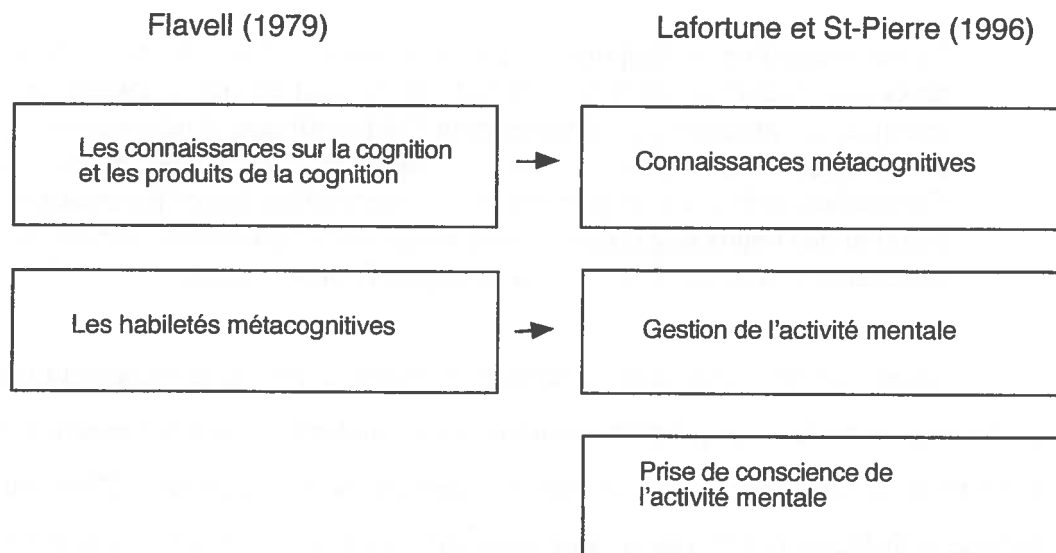 Flavell (1979)
Lafortune et St-Pierre (1996)
Les connaissances sur la cognition
et les produits de la cognition
Connaissances métacognitives
Les habiletés métacognitives
Gestion de l'activité mentale
Prise de conscience de
l'activité mentale